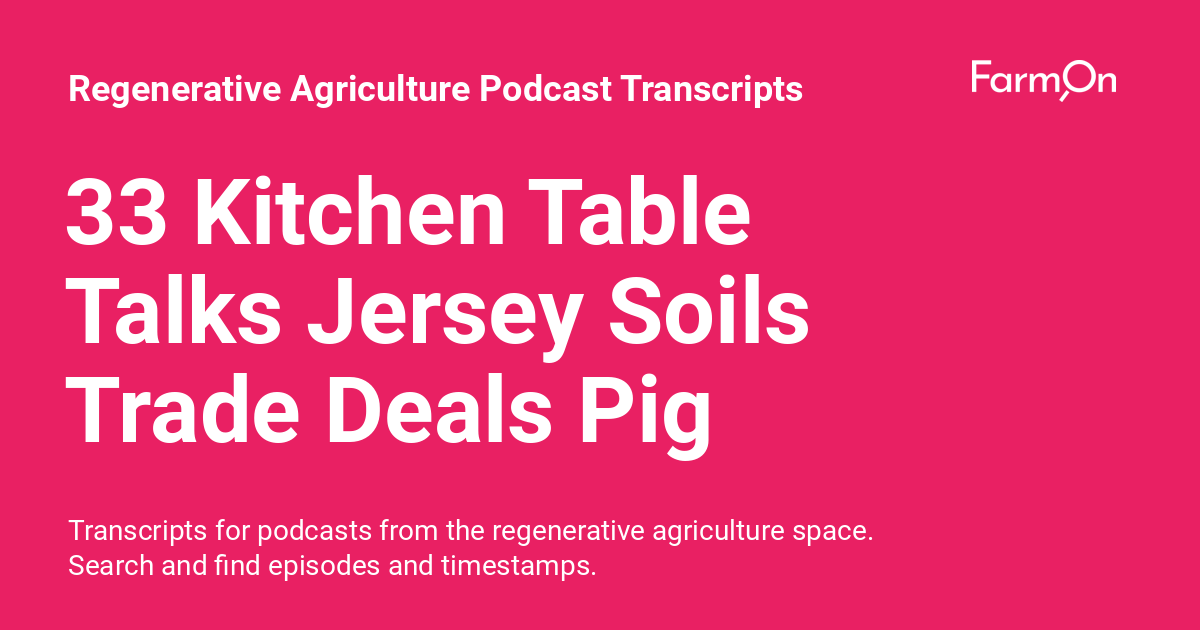 Regenerative Agriculture Podcast Transcripts
FarmOn
33 Kitchen Table
Talks Jersey Soils
Trade Deals Pig
Transcripts for podcasts from the regenerative agriculture space.
Search and find episodes and timestamps.